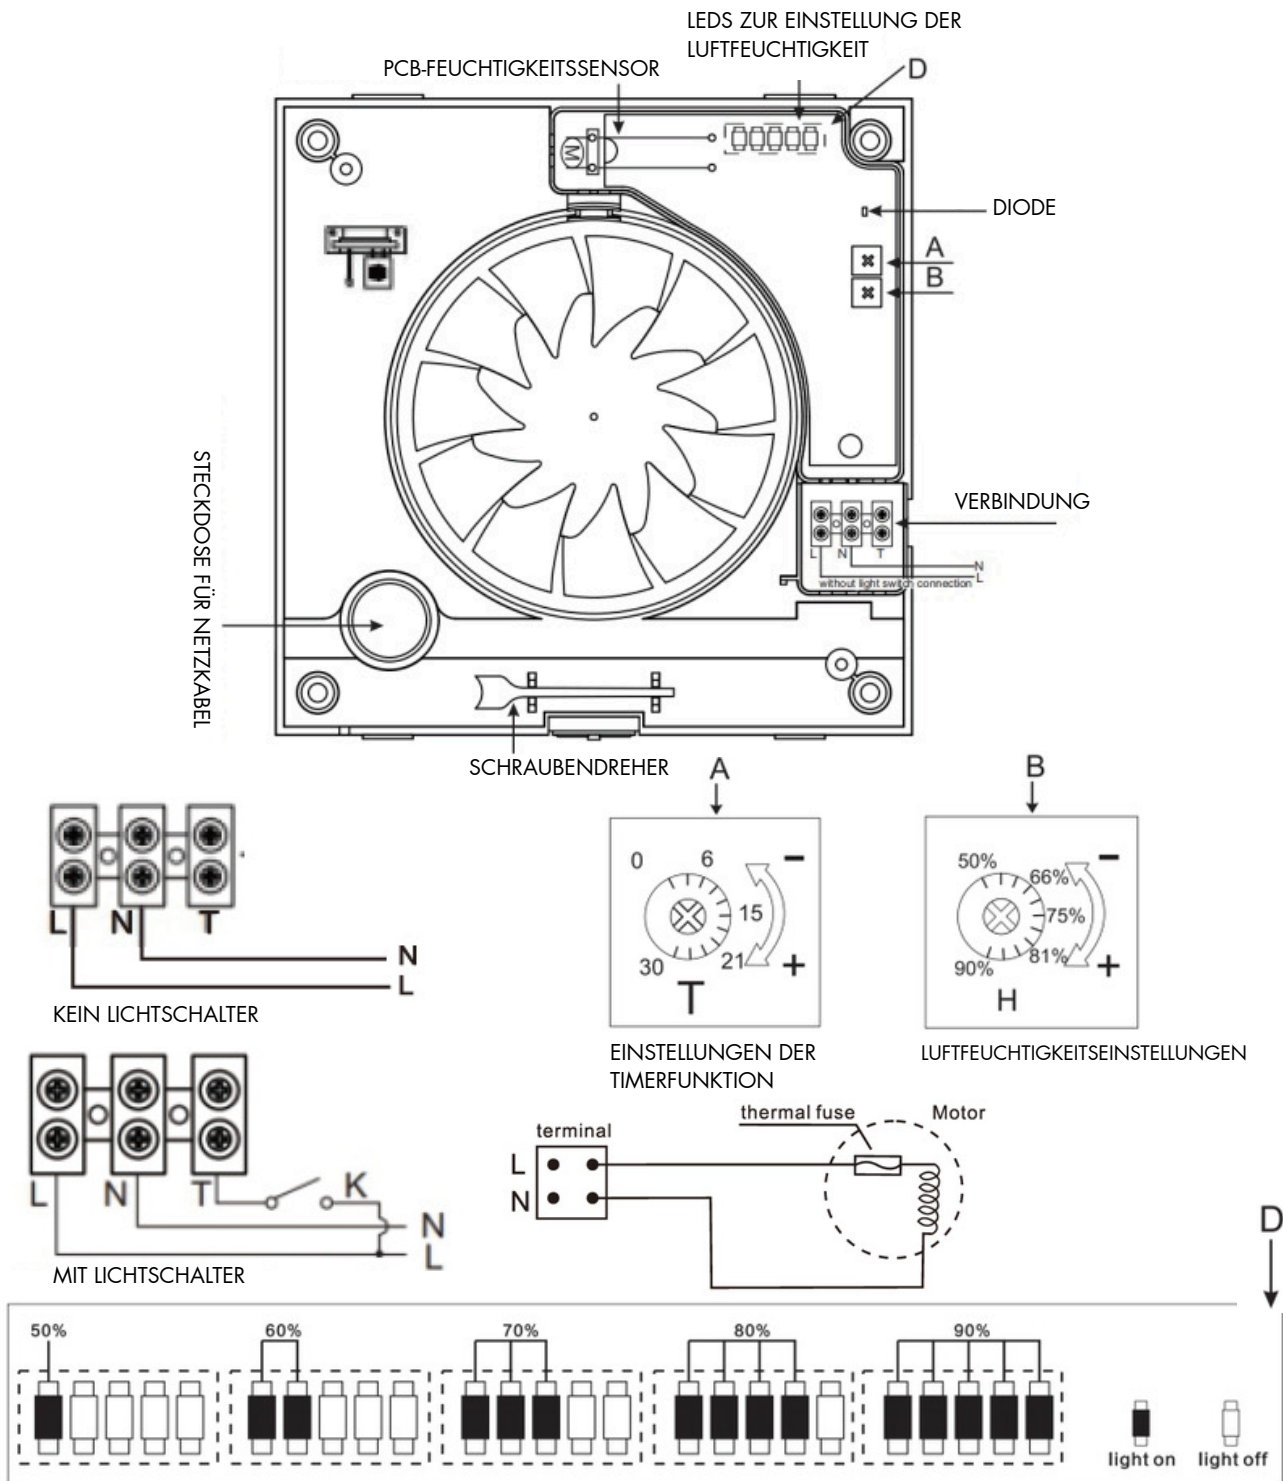 LEDS ZUR EINSTELLUNG DER
LUFTFEUCHTIGKEIT
PCB-FEUCHTIGKEITSSENSOR
D
M
DIODE
A
B
STECKDOSE FÜR NETZKABEL
VERBINDUNG
L N T
N
L
without light switch connection
SCHRAUBENDREHER
A
B
L N T
N
L
KEIN LICHTSCHALTER
0 6
15
30 21
− +
T
EINSTELLUNGEN DER
TIMERFUNKTION
50%
66%
75%
81%
90%
− +
H
LUFTFEUCHTIGKEITSEINSTELLUNGEN
L N T K
N
L
MIT LICHTSCHALTER
thermal fuse Motor
terminal
L
N
D
50% 60% 70% 80% 90%
light on light off